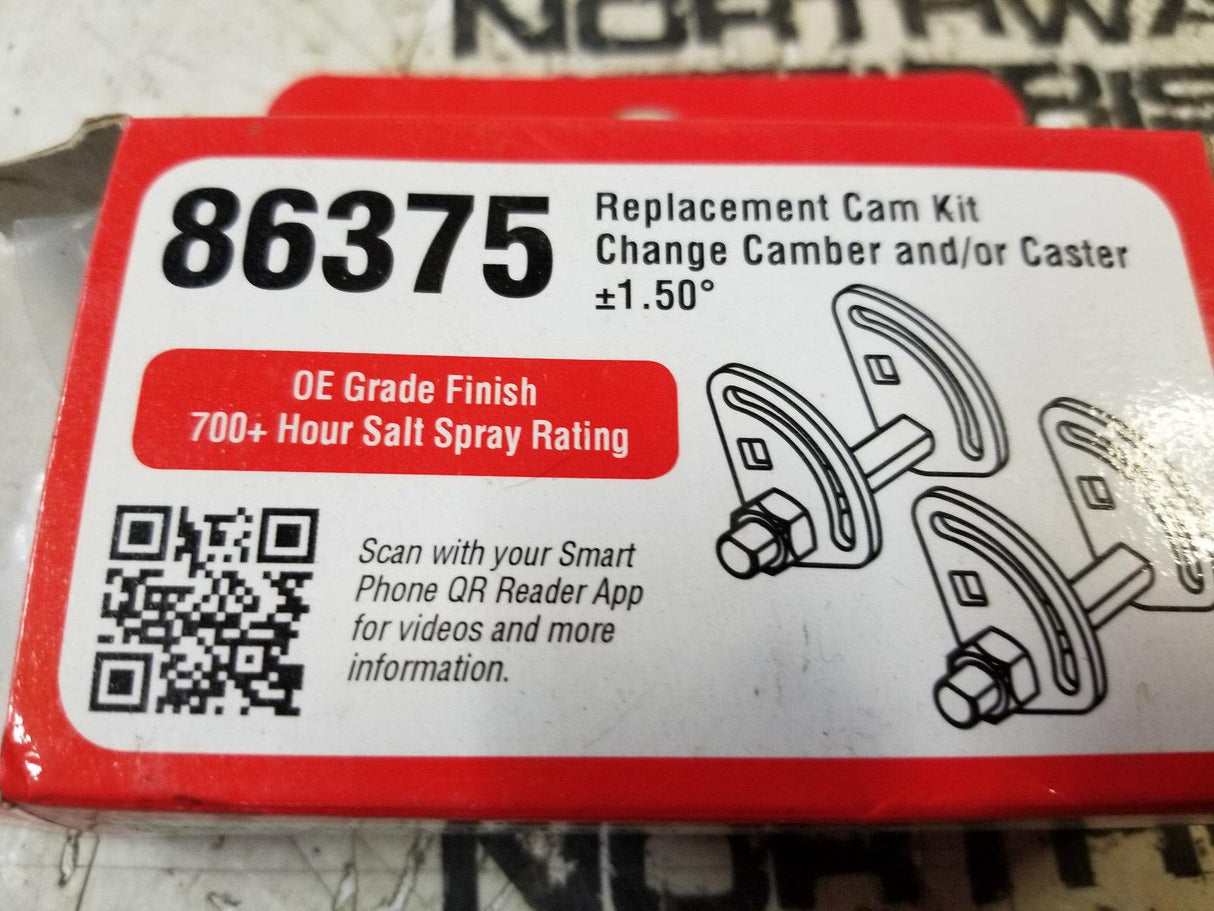 NORTHWA
86375
Replacement Cam Kit
Change Camber and/or Caster
±1.50°
OE Grade Finish
700+ Hour Salt Spray Rating
Scan with your Smart
Phone QR Reader App
for videos and more
information.